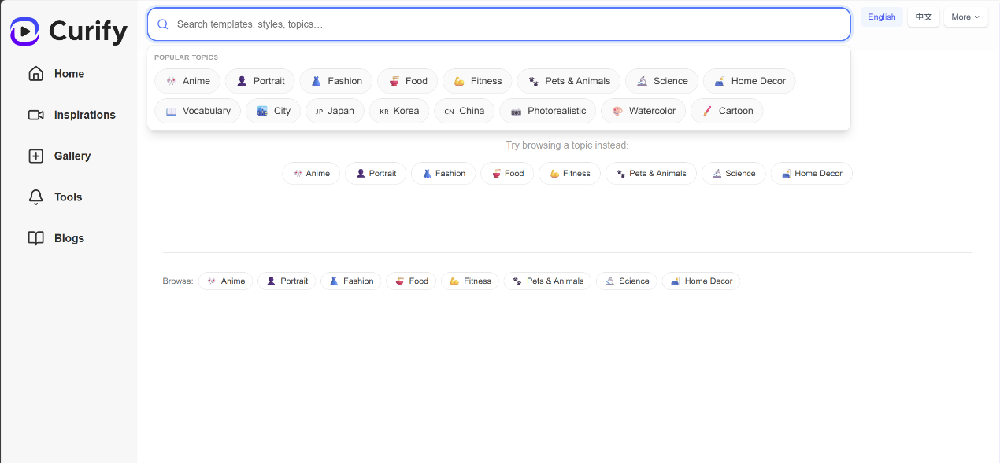 Curify
Search templates, styles, topics…
English
中文
More
Home
Inspirations
Gallery
Tools
Blogs
POPULAR TOPICS
Anime Portrait Fashion Food Fitness Pets & Animals Science Home Decor
Vocabulary City JP Japan KR Korea CN China Photorealistic Watercolor Cartoon
Try browsing a topic instead:
Anime Portrait Fashion Food Fitness Pets & Animals Science Home Decor
Browse: Anime Portrait Fashion Food Fitness Pets & Animals Science Home Decor